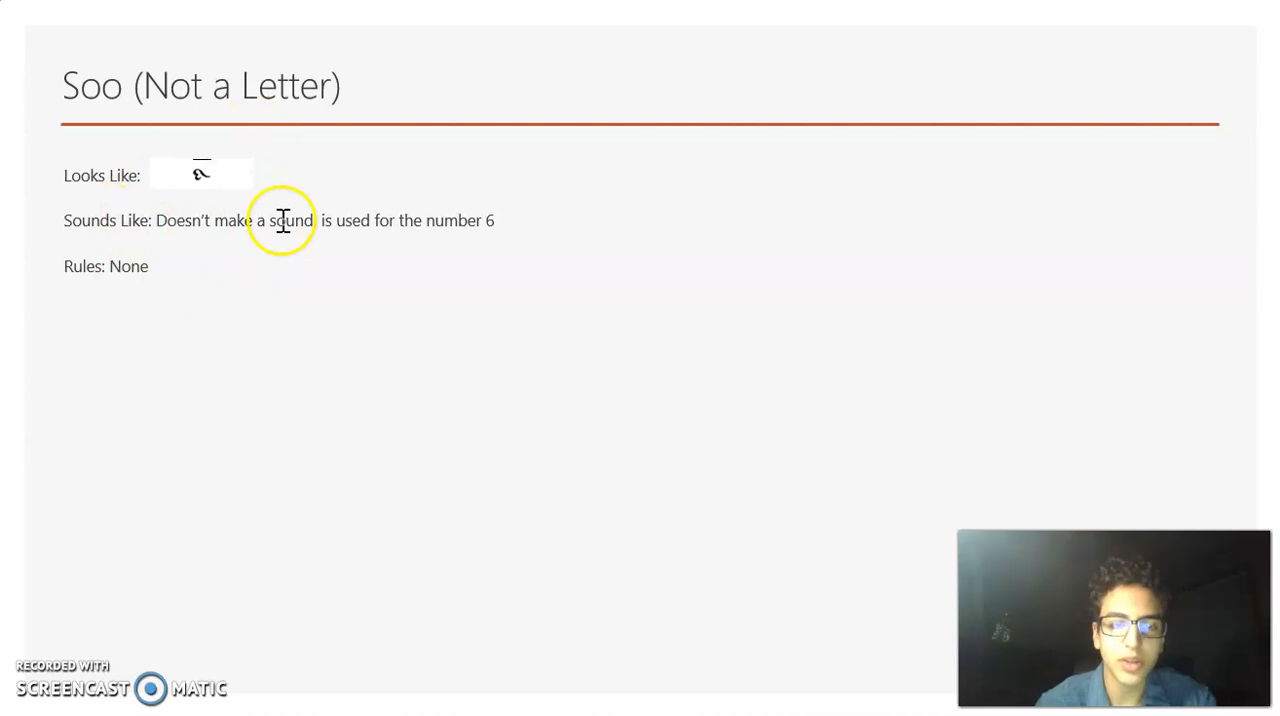 Soo (Not a Letter)
Looks Like: ⲋ̅
Sounds Like: Doesn't make a sound, is used for the number 6
Rules: None
RECORDED WITH
SCREENCAST MATIC